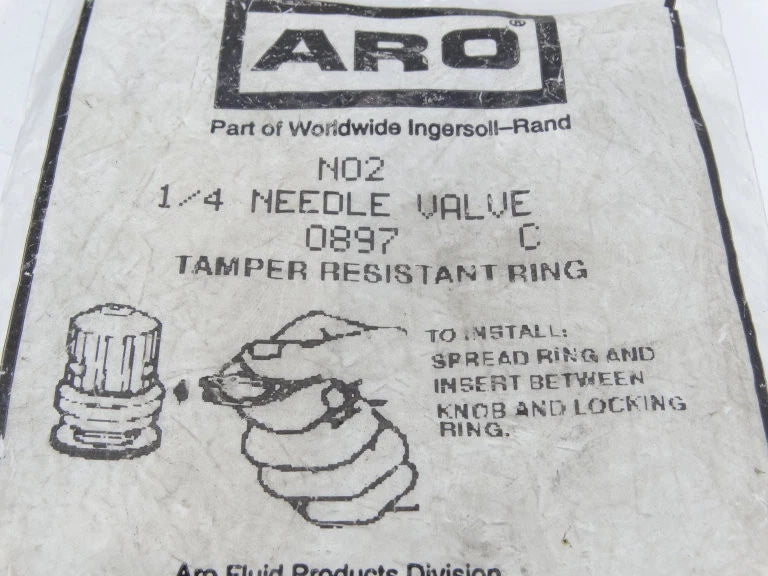 ARO®
Part of Worldwide Ingersoll-Rand
N02
1/4 NEEDLE VALVE
0897 C
TAMPER RESISTANT RING
TO INSTALL:
SPREAD RING AND
INSERT BETWEEN
KNOB AND LOCKING
RING.
Aro Fluid Products Division